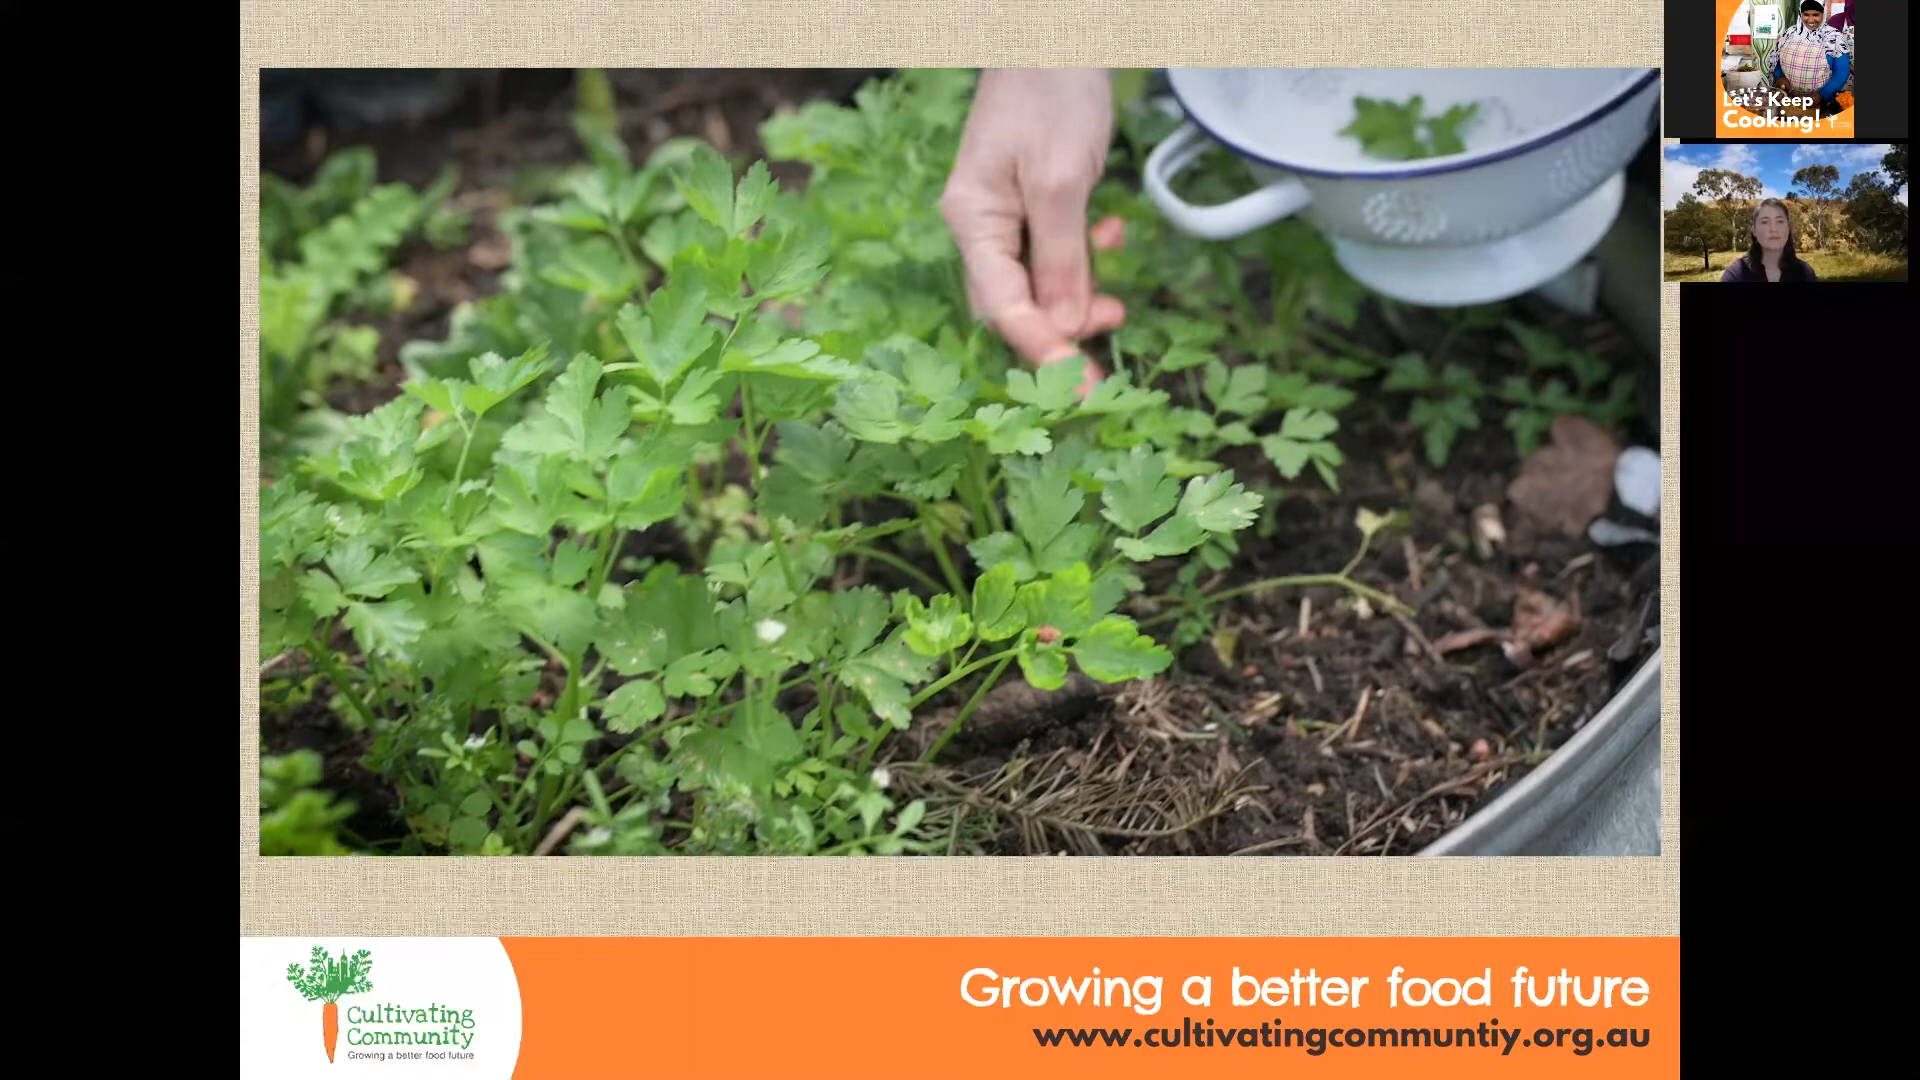 Let's Keep
Cooking!
Cultivating
Community
Growing a better food future
Growing a better food future
www.cultivatingcommuntiy.org.au